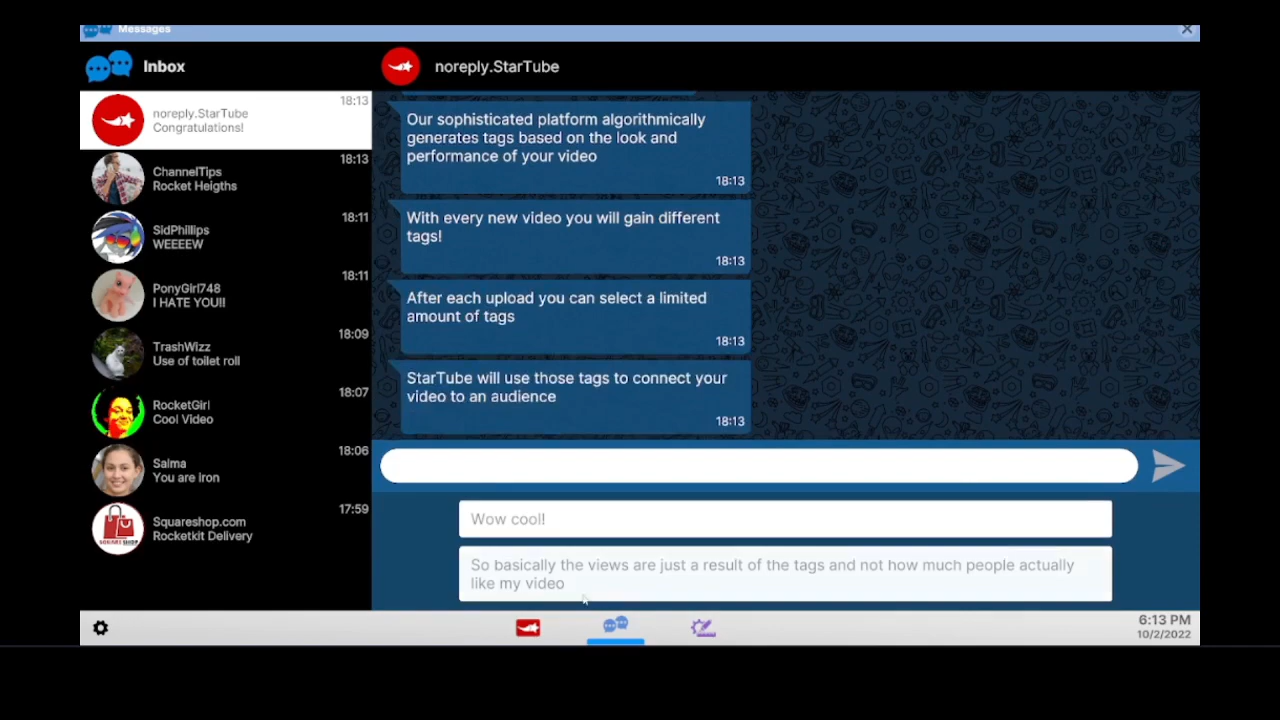 Messages
Inbox
noreply.StarTube
18:13
noreply.StarTube
Congratulations!
18:13
ChannelTips
Rocket Heigths
18:11
SidPhillips
WEEEEW
18:11
PonyGirl748
I HATE YOU!!
18:09
TrashWizz
Use of toilet roll
18:07
RocketGirl
Cool Video
18:06
Salma
You are iron
17:59
Squareshop.com
Rocketkit Delivery
SQUARE SHOP
Our sophisticated platform algorithmically
generates tags based on the look and
performance of your video
18:13
With every new video you will gain different
tags!
18:13
After each upload you can select a limited
amount of tags
18:13
StarTube will use those tags to connect your
video to an audience
18:13
Wow cool!
So basically the views are just a result of the tags and not how much people actually
like my video
6:13 PM
10/2/2022